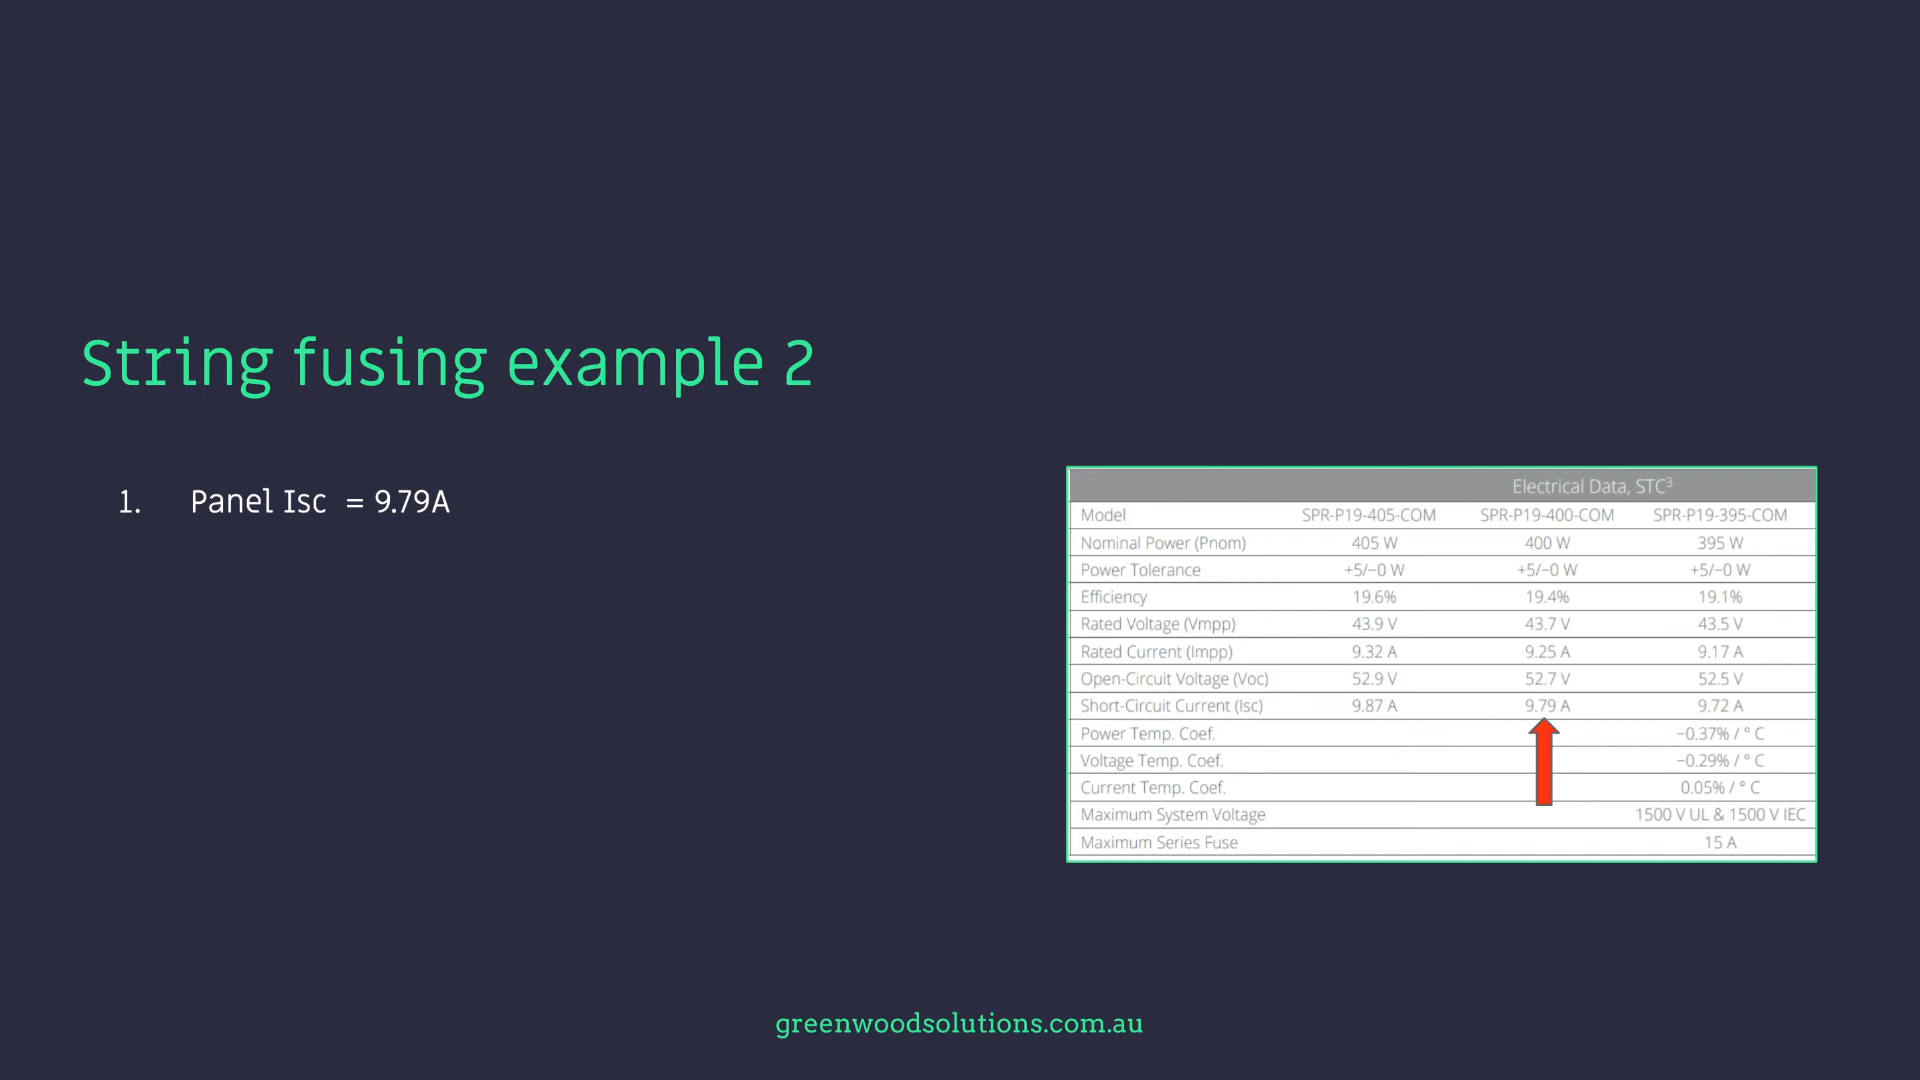 String fusing example 2
1. Panel Isc = 9.79A
Electrical Data, STC³
Model SPR-P19-405-COM SPR-P19-400-COM SPR-P19-395-COM
Nominal Power (Pnom) 405 W 400 W 395 W
Power Tolerance +5/−0 W +5/−0 W +5/−0 W
Efficiency 19.6% 19.4% 19.1%
Rated Voltage (Vmpp) 43.9 V 43.7 V 43.5 V
Rated Current (Impp) 9.32 A 9.25 A 9.17 A
Open-Circuit Voltage (Voc) 52.9 V 52.7 V 52.5 V
Short-Circuit Current (Isc) 9.87 A 9.79 A 9.72 A
Power Temp. Coef. −0.37% / ° C
Voltage Temp. Coef. −0.29% / ° C
Current Temp. Coef. 0.05% / ° C
Maximum System Voltage 1500 V UL & 1500 V IEC
Maximum Series Fuse 15 A
greenwoodsolutions.com.au